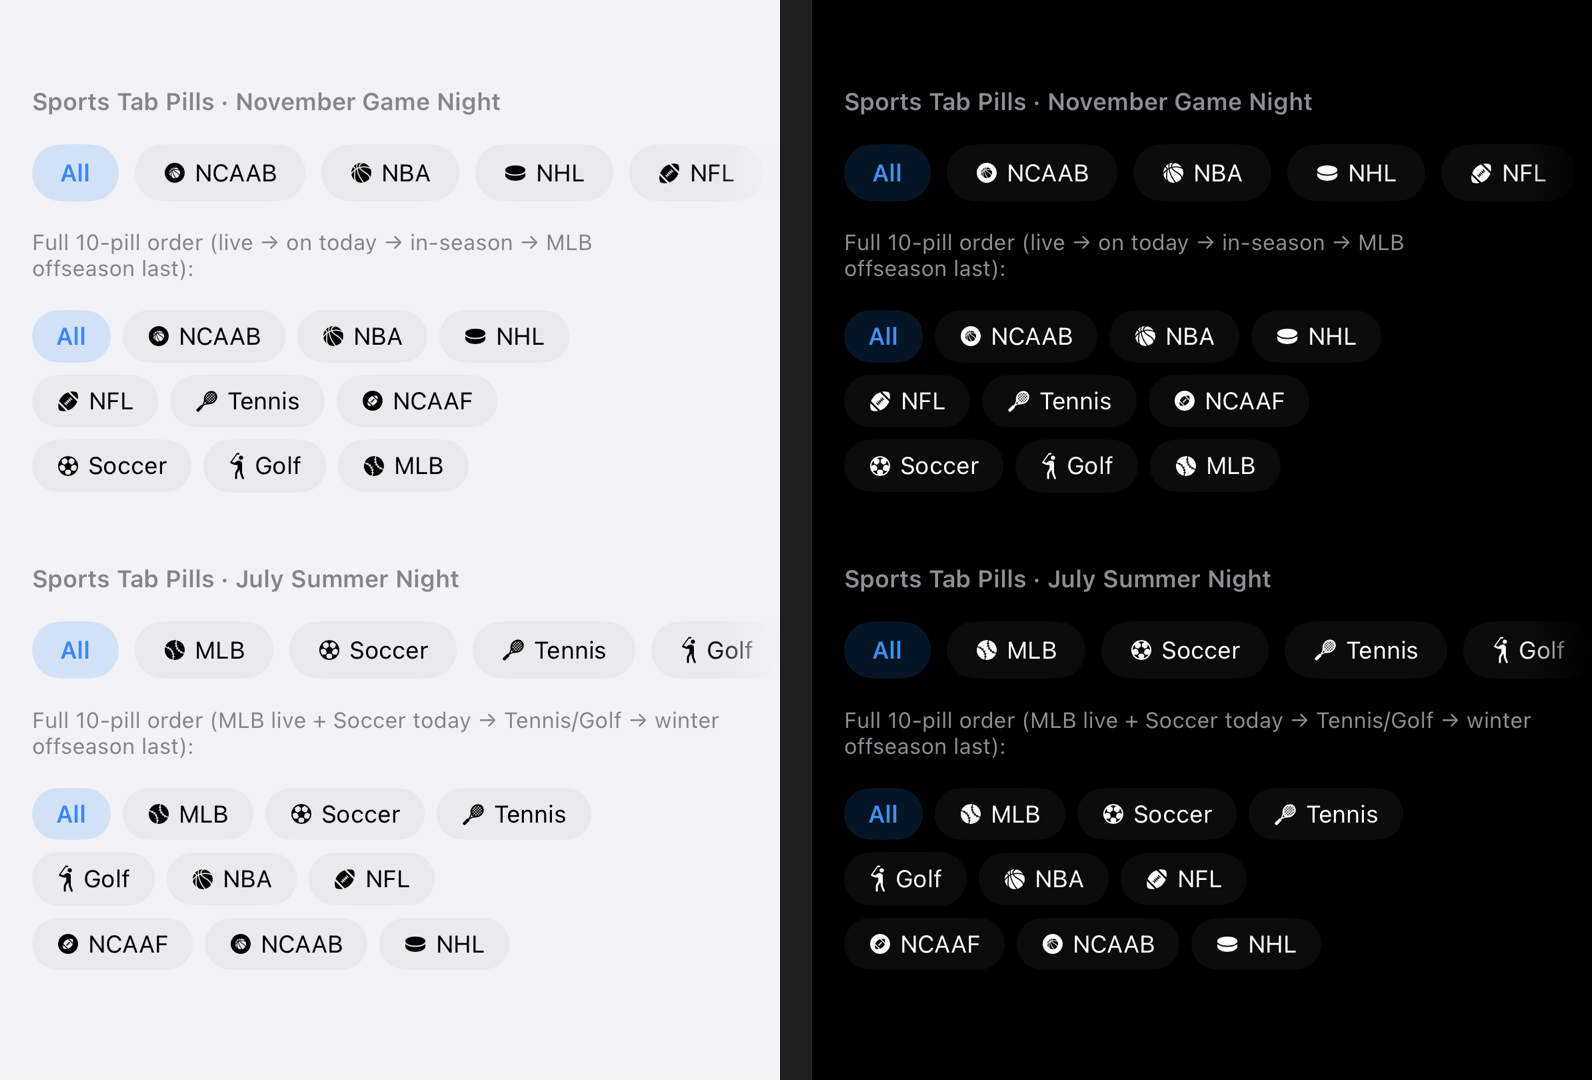 Sports Tab Pills · November Game Night
All NCAAB NBA NHL NFL
Full 10-pill order (live → on today → in-season → MLB
offseason last):
All NCAAB NBA NHL
NFL Tennis NCAAF
Soccer Golf MLB
Sports Tab Pills · July Summer Night
All MLB Soccer Tennis Golf
Full 10-pill order (MLB live + Soccer today → Tennis/Golf → winter
offseason last):
All MLB Soccer Tennis
Golf NBA NFL
NCAAF NCAAB NHL
Sports Tab Pills · November Game Night
All NCAAB NBA NHL NFL
Full 10-pill order (live → on today → in-season → MLB
offseason last):
All NCAAB NBA NHL
NFL Tennis NCAAF
Soccer Golf MLB
Sports Tab Pills · July Summer Night
All MLB Soccer Tennis Golf
Full 10-pill order (MLB live + Soccer today → Tennis/Golf → winter
offseason last):
All MLB Soccer Tennis
Golf NBA NFL
NCAAF NCAAB NHL